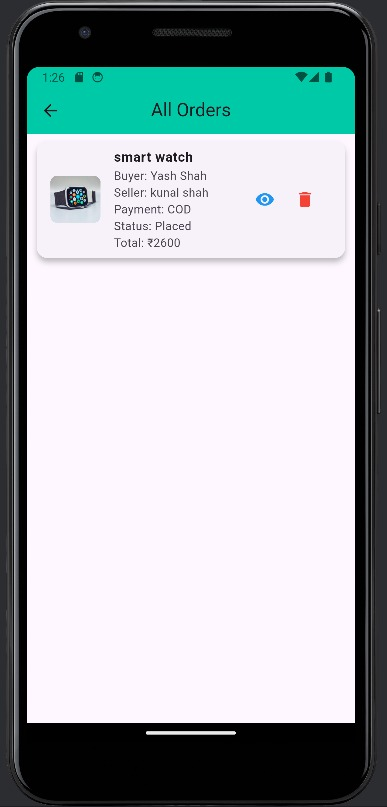 1:26
All Orders
smart watch
Buyer: Yash Shah
Seller: kunal shah
Payment: COD
Status: Placed
Total: ₹2600